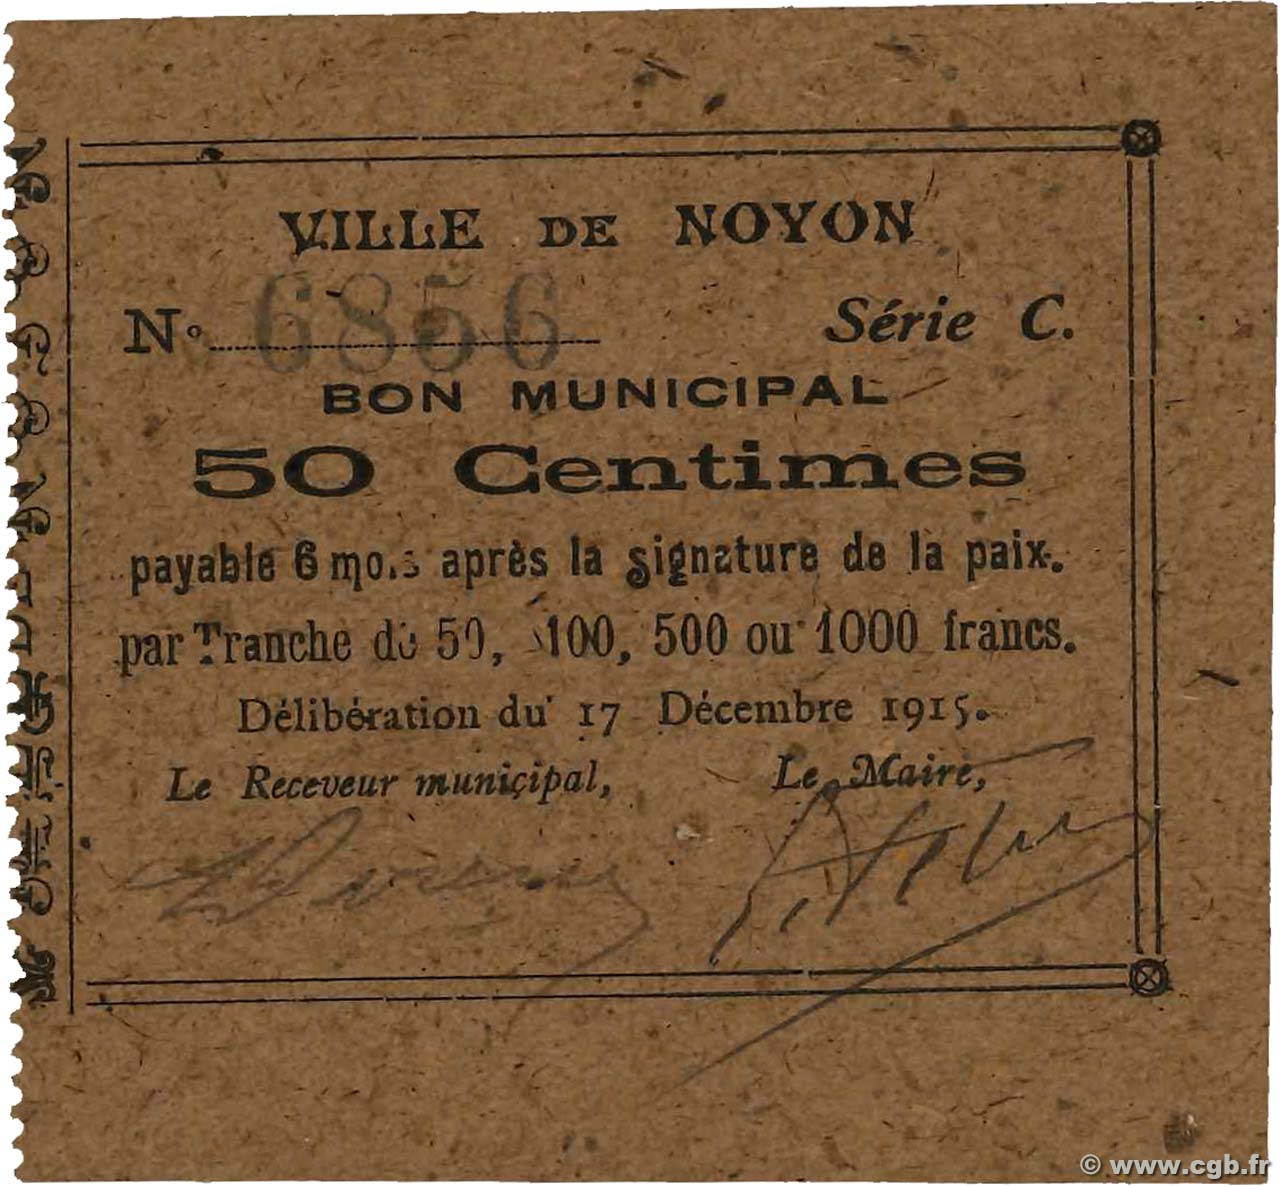 VILLE DE NOYON
No 6856 Série C.
BON MUNICIPAL
50 Centimes
payable 6 mois après la signature de la paix.
par Tranche de 50, 100, 500 ou 1000 francs.
Délibération du 17 Décembre 1915.
Le Receveur municipal, Le Maire,
© www.cgb.fr